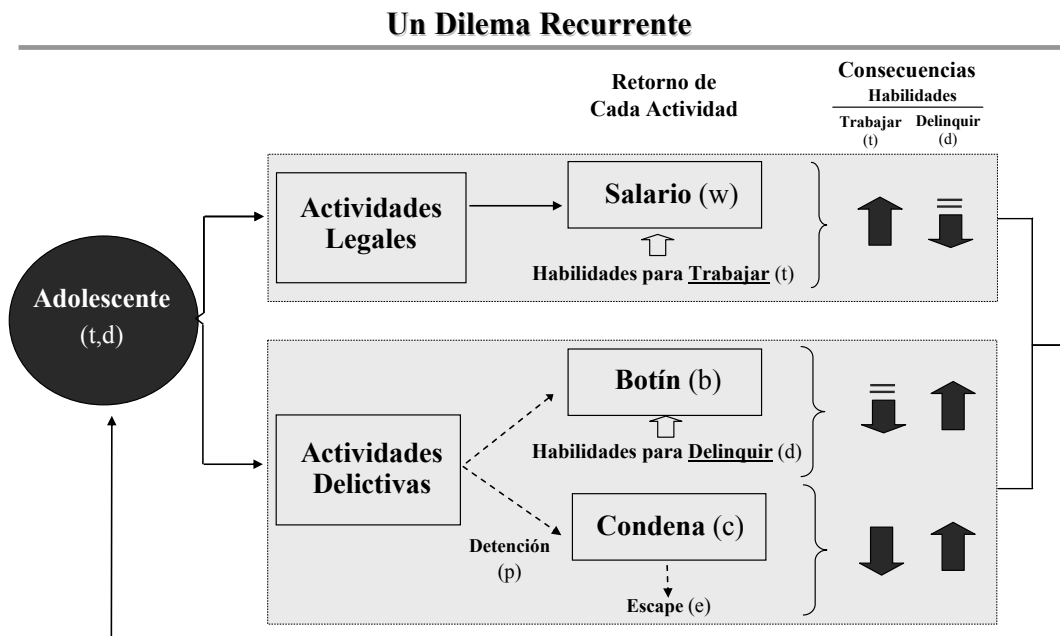 Un Dilema Recurrente
Retorno de
Cada Actividad
Consecuencias
Habilidades
Trabajar
(t)
Delinquir
(d)
Adolescente
(t,d)
Actividades
Legales
Salario (w)
Habilidades para Trabajar (t)
Actividades
Delictivas
Botín (b)
Habilidades para Delinquir (d)
Detención
(p)
Condena (c)
Escape (e)